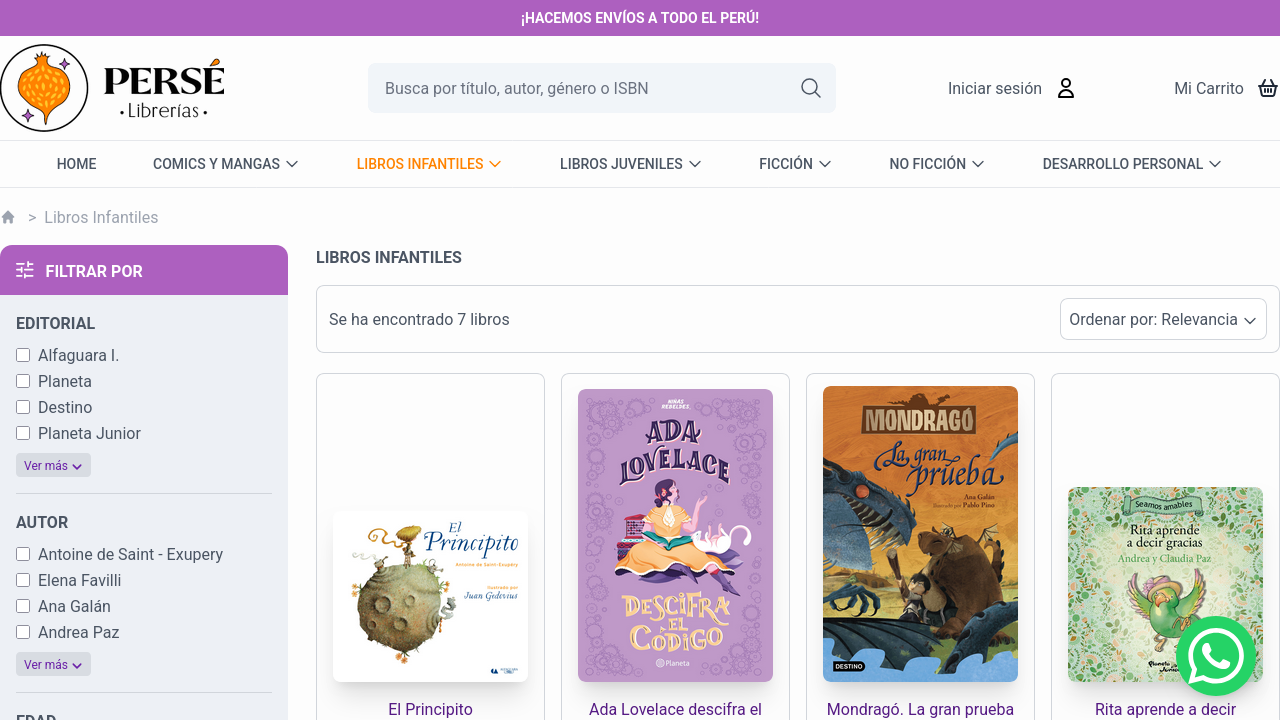 ¡HACEMOS ENVÍOS A TODO EL PERÚ!
PERSÉ
• Librerías •
Busca por título, autor, género o ISBN
Iniciar sesión
Mi Carrito
HOME
COMICS Y MANGAS
LIBROS INFANTILES
LIBROS JUVENILES
FICCIÓN
NO FICCIÓN
DESARROLLO PERSONAL
> Libros Infantiles
FILTRAR POR
EDITORIAL
Alfaguara I.
Planeta
Destino
Planeta Junior
Ver más
AUTOR
Antoine de Saint - Exupery
Elena Favilli
Ana Galán
Andrea Paz
Ver más
EDAD
LIBROS INFANTILES
Se ha encontrado 7 libros
Ordenar por: Relevancia
El
Principito
Antoine de Saint-Exupéry
Ilustrado por
Juan Gedovius
El Principito
NIÑAS
REBELDES
ADA
LOVELACE
DESCIFRA
EL
CÓDIGO
Planeta
Ada Lovelace descifra el
MONDRAGÓ
La gran
prueba
Ana Galán
Ilustrado por Pablo Pino
DESTINO
Mondragó. La gran prueba
Seamos amables
Rita aprende
a decir gracias
Andrea y Claudia Paz
Planeta
Junior
Rita aprende a decir